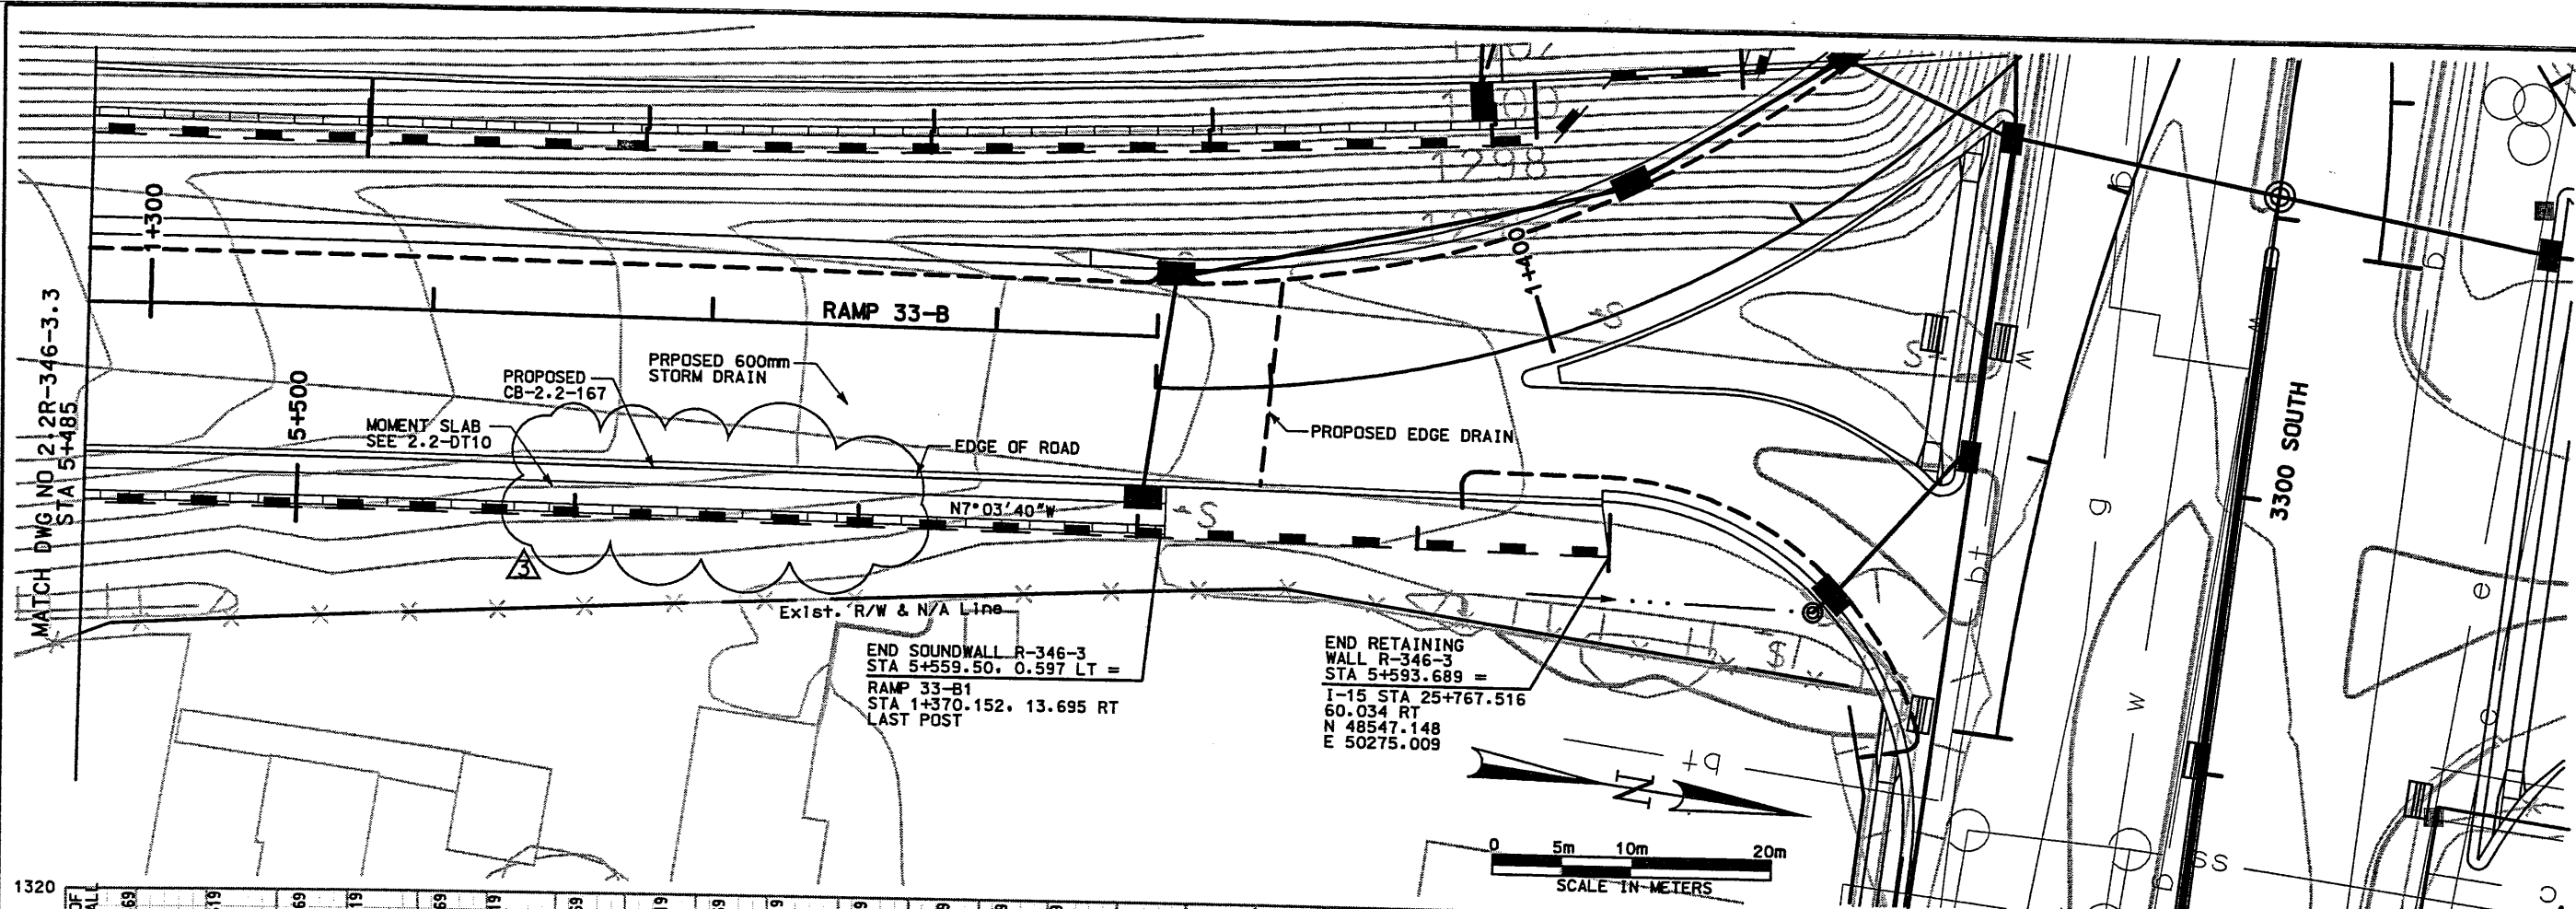 1298
1+300
RAMP 33-B
1+400
MATCH DWG NO 2.2R-346-3.3
STA 5+485
5+500
PRPOSED 600mm
STORM DRAIN
PROPOSED
CB-2.2-167
MOMENT SLAB
SEE 2.2-DT10
EDGE OF ROAD
PROPOSED EDGE DRAIN
N7°03'40"W
3
Exist. R/W & N/A Line
END SOUNDWALL R-346-3
STA 5+559.50, 0.597 LT =
RAMP 33-B1
STA 1+370.152, 13.695 RT
LAST POST
END RETAINING
WALL R-346-3
STA 5+593.689 =
I-15 STA 25+767.516
60.034 RT
N 48547.148
E 50275.009
3300 SOUTH
N
0 5m 10m 20m
SCALE IN METERS
1320
SS